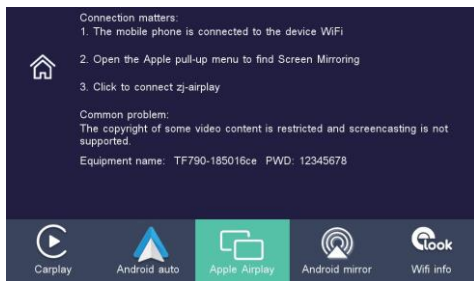 Connection matters:
1. The mobile phone is connected to the device WiFi
2. Open the Apple pull-up menu to find Screen Mirroring
3. Click to connect zj-airplay
Common problem:
The copyright of some video content is restricted and screencasting is not
supported.
Equipment name: TF790-185016ce PWD: 12345678
Carplay
Android auto
Apple Airplay
Android mirror
look
Wifi info